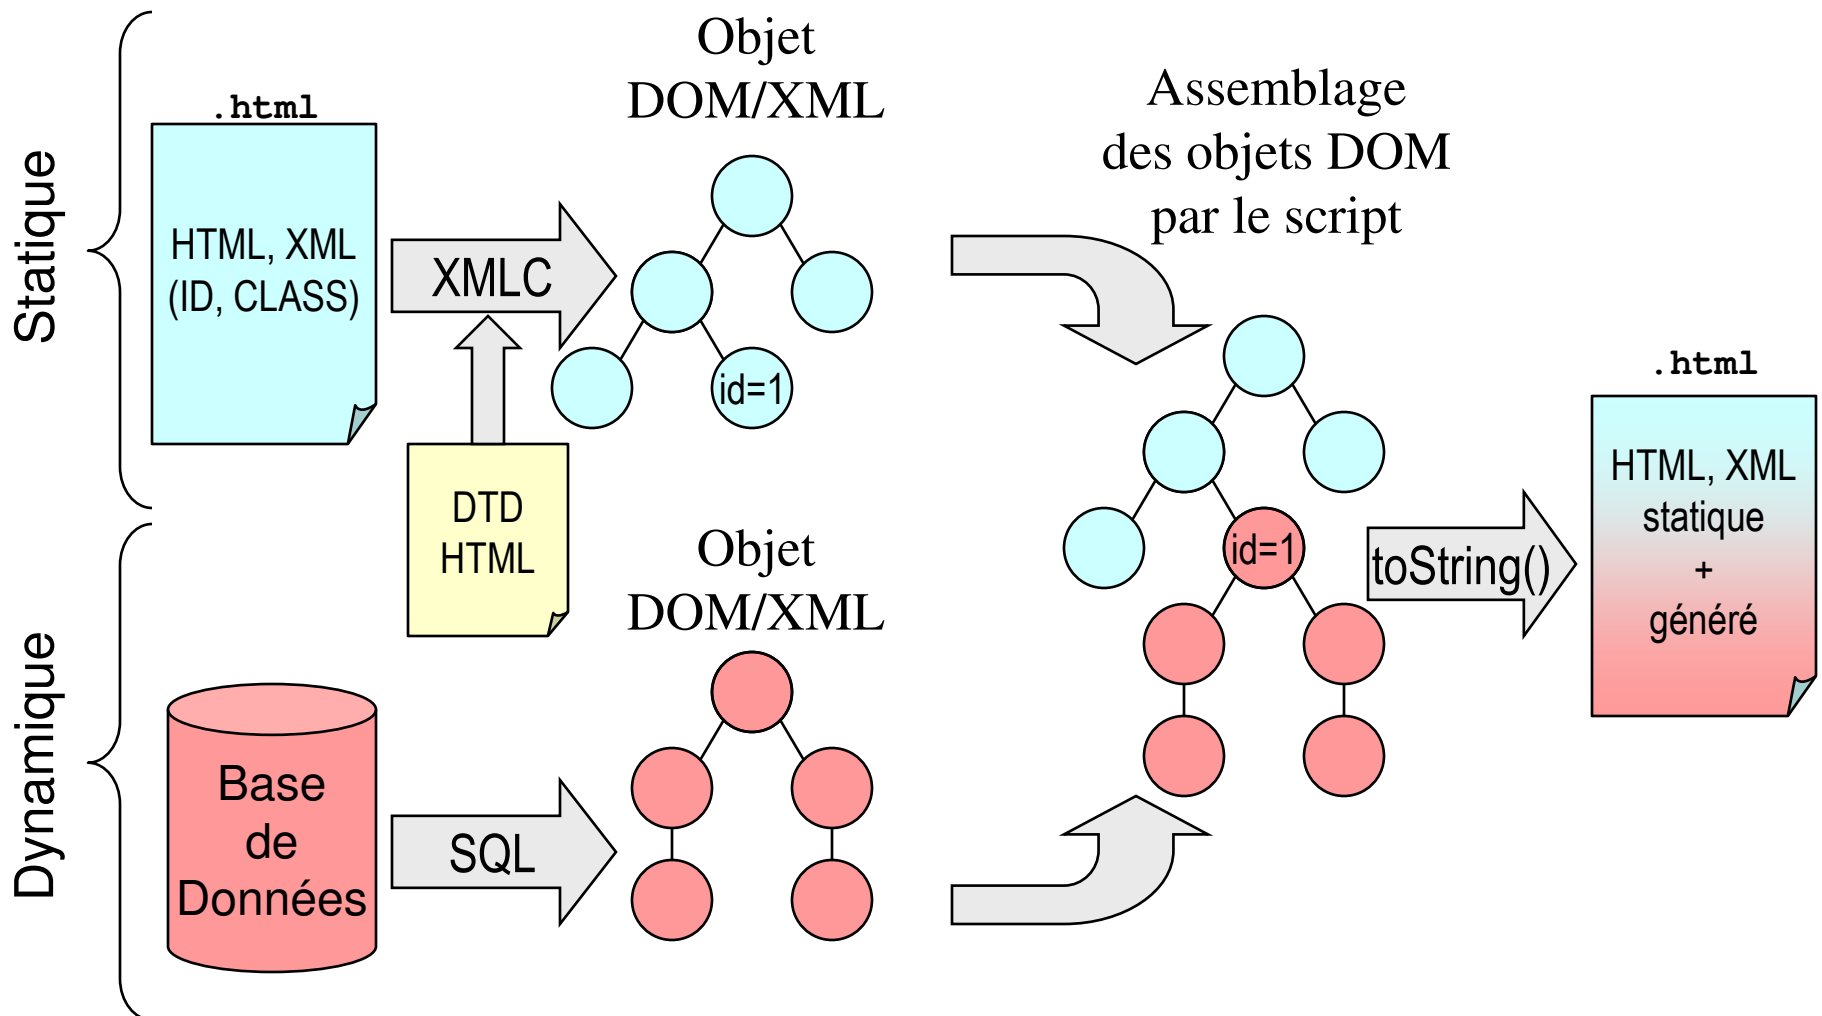 Statique
.html
HTML, XML
(ID, CLASS)
XMLC
DTD
HTML
Objet
DOM/XML
id=1
Dynamique
Base
de
Données
SQL
Objet
DOM/XML
Assemblage
des objets DOM
par le script
id=1
toString()
.html
HTML, XML
statique
+
généré